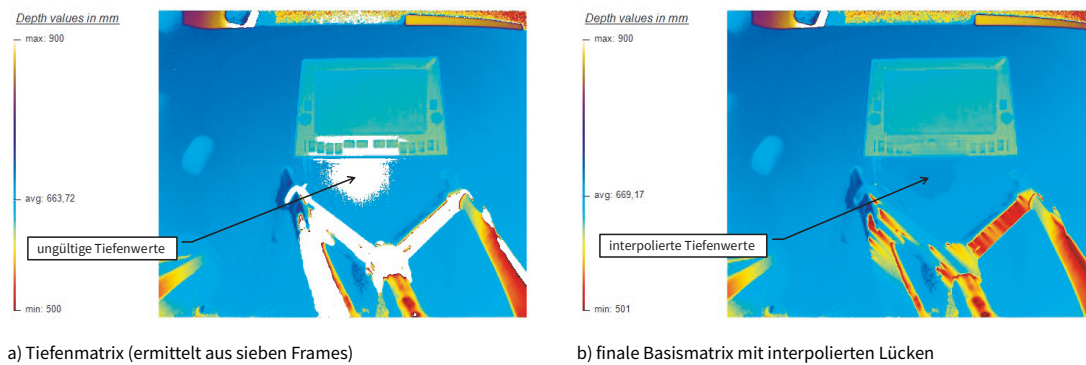 Depth values in mm
max: 900
avg: 663,72
min: 500
ungültige Tiefenwerte
a) Tiefenmatrix (ermittelt aus sieben Frames)
Depth values in mm
max: 900
avg: 669,17
min: 501
interpolierte Tiefenwerte
b) finale Basismatrix mit interpolierten Lücken